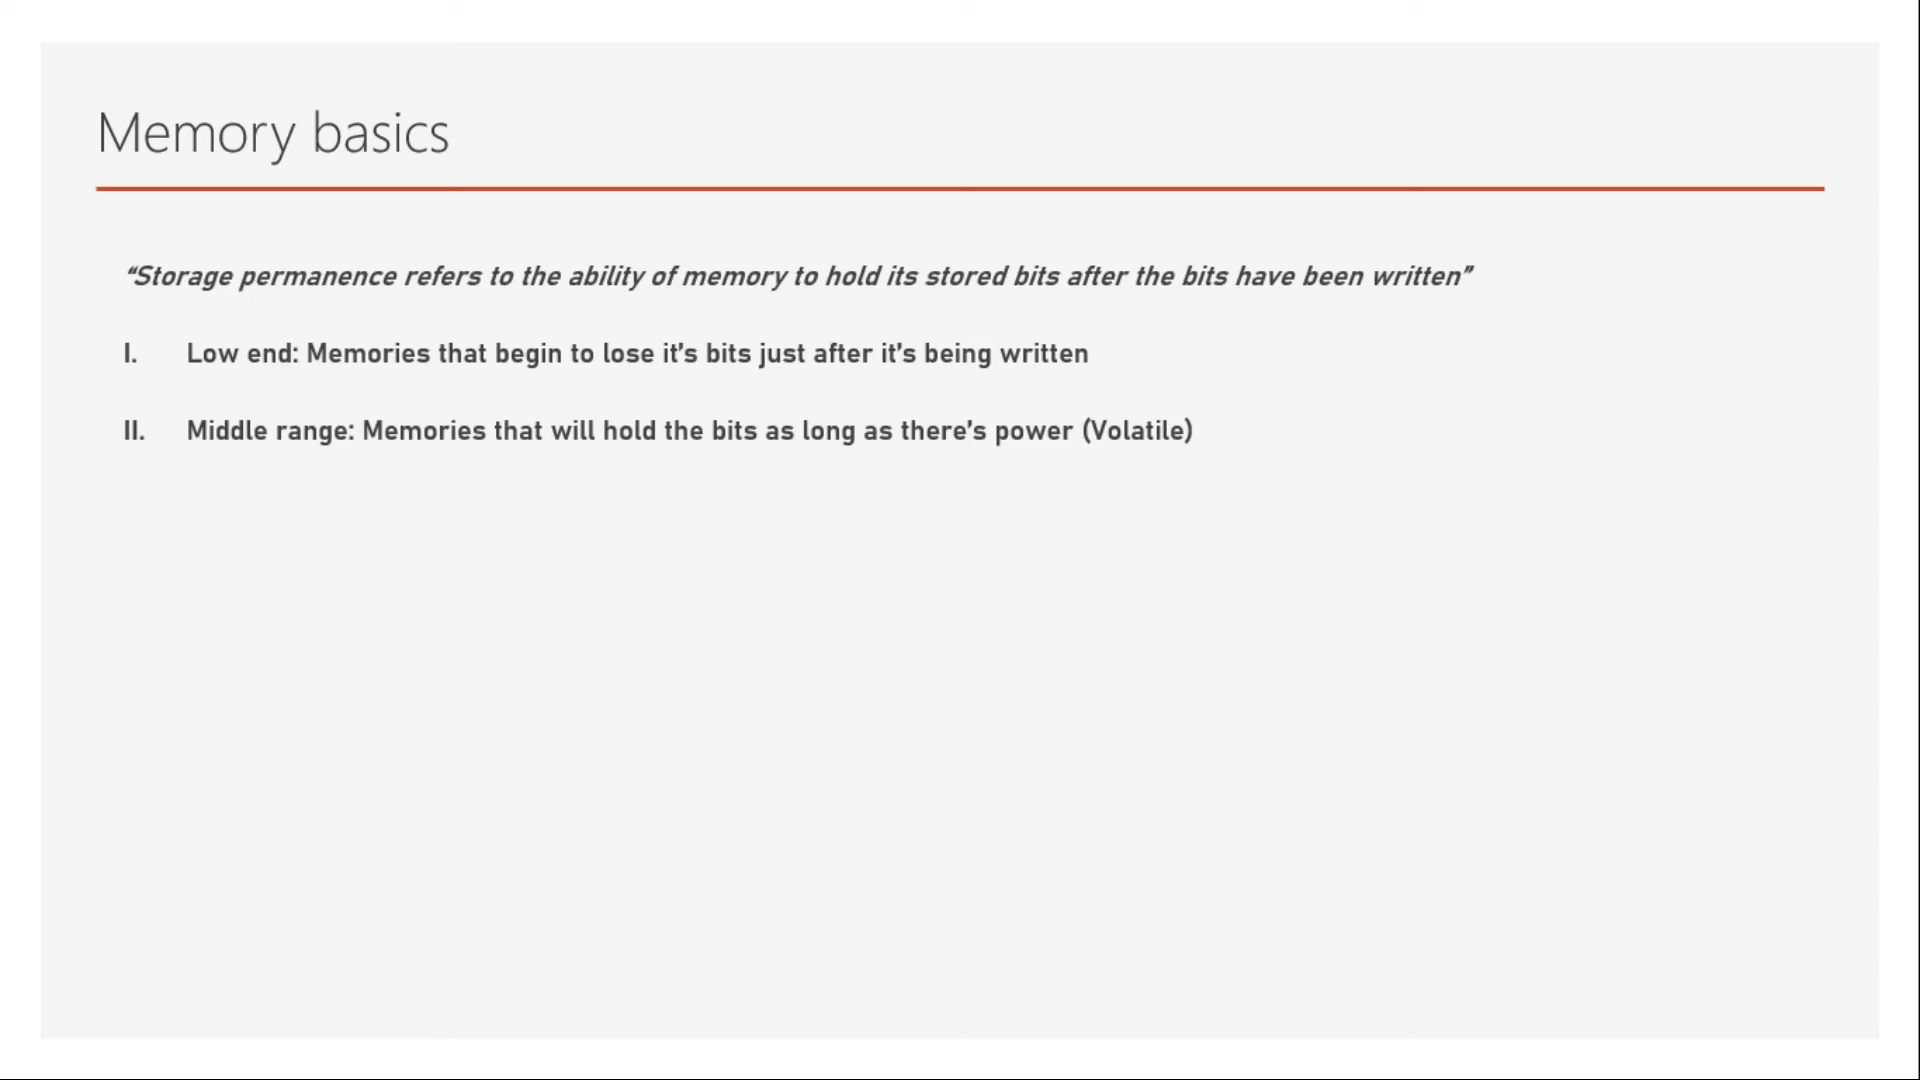 Memory basics
“Storage permanence refers to the ability of memory to hold its stored bits after the bits have been written”
I. Low end: Memories that begin to lose it’s bits just after it’s being written
II. Middle range: Memories that will hold the bits as long as there’s power (Volatile)